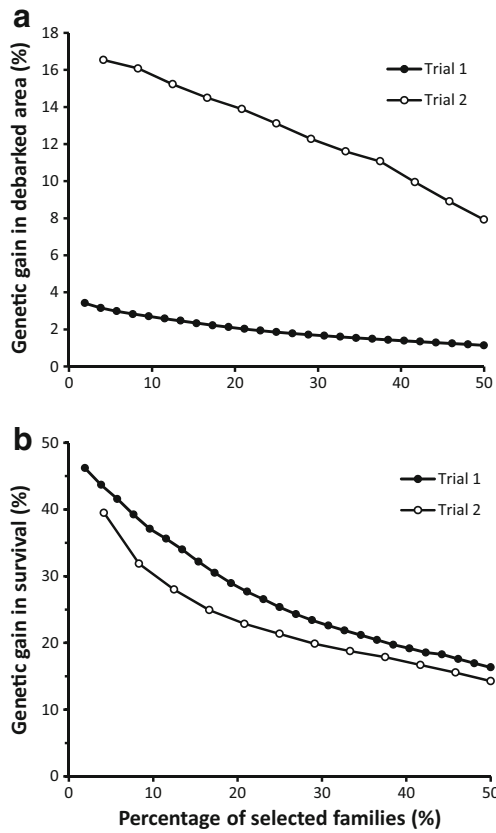 a
Genetic gain in debarked area (%)
18
16
14
12
10
8
6
4
2
0
0 10 20 30 40 50
Trial 1
Trial 2
b
Genetic gain in survival (%)
50
40
30
20
10
0
0 10 20 30 40 50
Trial 1
Trial 2
Percentage of selected families (%)